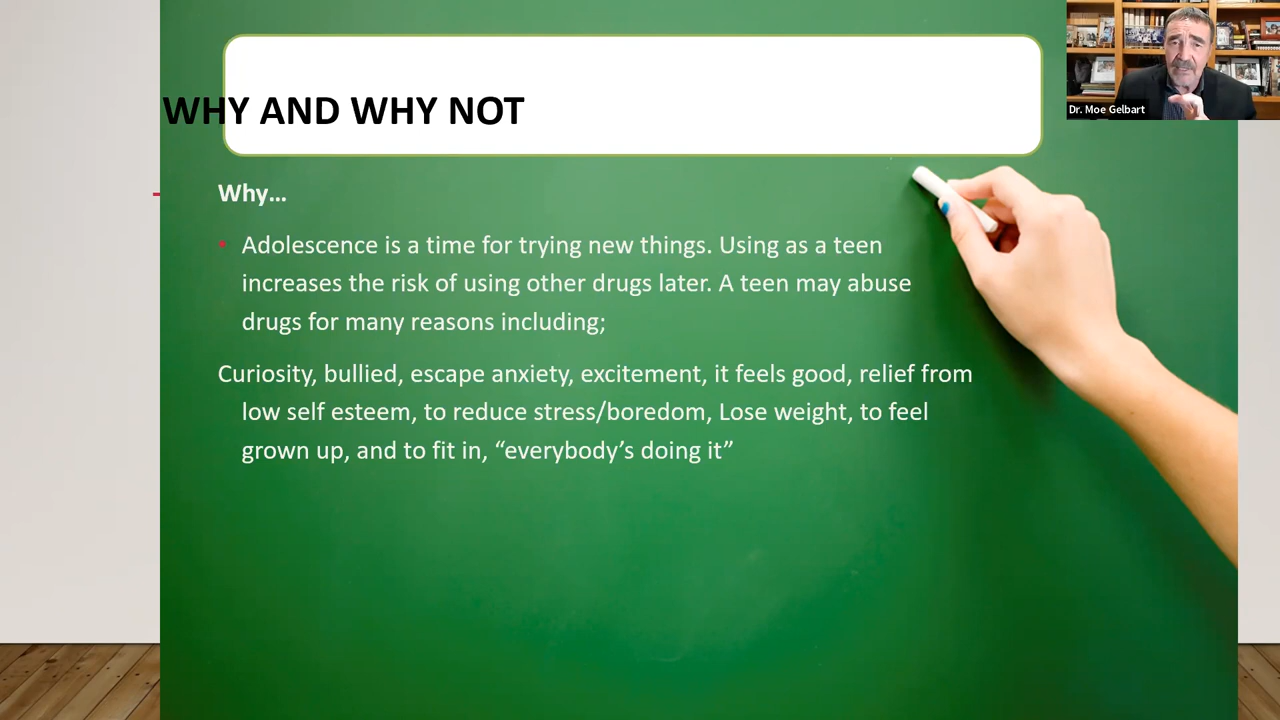 WHY AND WHY NOT
Dr. Moe Gelbart
Why...
• Adolescence is a time for trying new things. Using as a teen
increases the risk of using other drugs later. A teen may abuse
drugs for many reasons including;
Curiosity, bullied, escape anxiety, excitement, it feels good, relief from
low self esteem, to reduce stress/boredom, Lose weight, to feel
grown up, and to fit in, “everybody’s doing it”